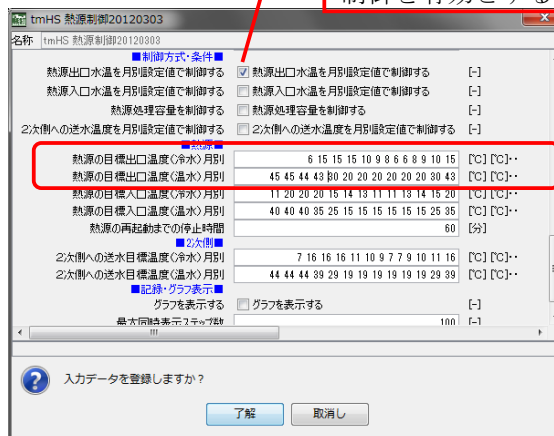 制御を有効とする
tmHS 熱源制御20120303
名称 tmHS 熱源制御20120303
■制御方式・条件■
熱源出口水温を月別設定値で制御する 熱源出口水温を月別設定値で制御する [-]
熱源入口水温を月別設定値で制御する 熱源入口水温を月別設定値で制御する [-]
熱源処理容量を制御する 熱源処理容量を制御する [-]
2次側への送水温度を月別設定値で制御する 2次側への送水温度を月別設定値で制御する [-]
■熱源■
熱源の目標出口温度(冷水)月別 6 15 15 15 10 9 8 6 6 8 9 10 15 [℃] [℃]・・
熱源の目標出口温度(温水)月別 45 45 44 43 30 20 20 20 20 20 20 30 43 [℃] [℃]・・
熱源の目標入口温度(冷水)月別 11 20 20 20 15 14 13 11 11 13 14 15 20 [℃] [℃]・・
熱源の目標入口温度(温水)月別 40 40 40 35 25 15 15 15 15 15 15 25 35 [℃] [℃]・・
熱源の再起動までの停止時間 60 [分]
■2次側■
2次側への送水目標温度(冷水)月別 7 16 16 16 11 10 9 7 7 9 10 11 16 [℃] [℃]・・
2次側への送水目標温度(温水)月別 44 44 44 39 29 19 19 19 19 19 19 29 39 [℃] [℃]・・
■記録・グラフ表示■
グラフを表示する グラフを表示する [-]
最大同時表示ステップ数 100 [-]
入力データを登録しますか?
了解 取消し